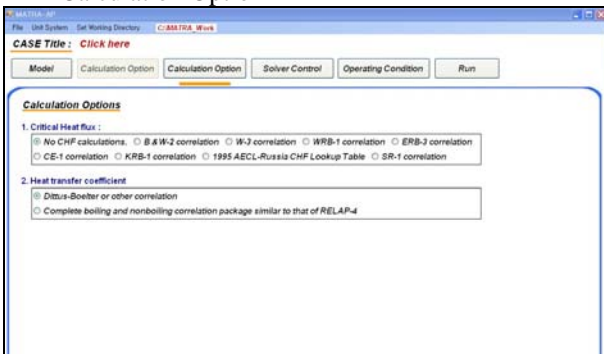 Calculation Option
MATRA-AP
File Unit System Set Working Directory C:/MATRA_Work
CASE Title : Click here
Model Calculation Option Calculation Option Solver Control Operating Condition Run
Calculation Options
1. Critical Heat flux :
No CHF calculations. B & W-2 correlation W-3 correlation WRB-1 correlation ERB-3 correlation
CE-1 correlation KRB-1 correlation 1995 AECL-Russia CHF Lookup Table SR-1 correlation
2. Heat transfer coefficient
Dittus-Boelter or other correlation
Complete boiling and nonboiling correlation package similar to that of RELAP-4